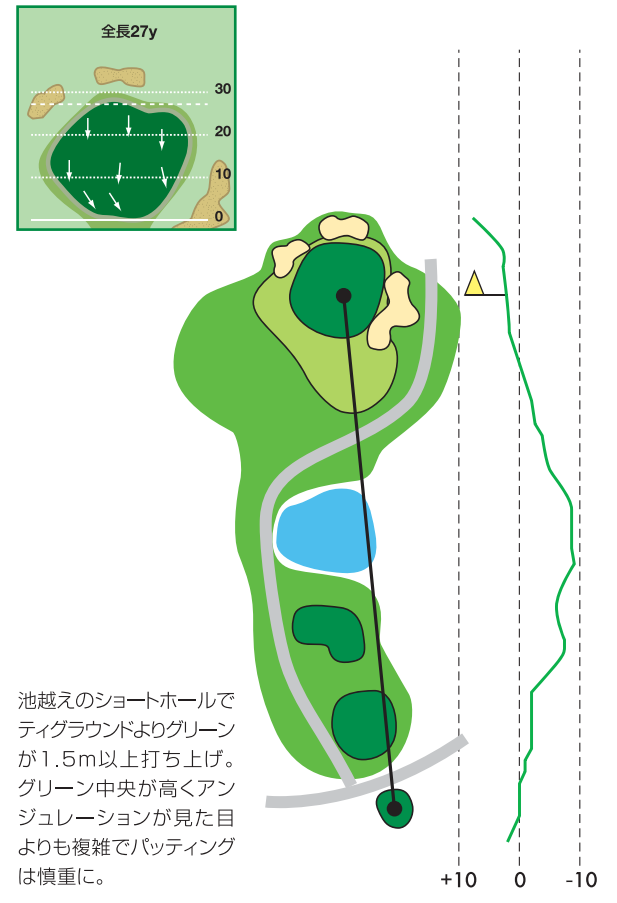 全長27y
30
20
10
0
池越えのショートホールで
ティグラウンドよりグリーン
が1.5m以上打ち上げ。
グリーン中央が高くアン
ジュレーションが見た目
よりも複雑でパッティング
は慎重に。
+10 0 -10